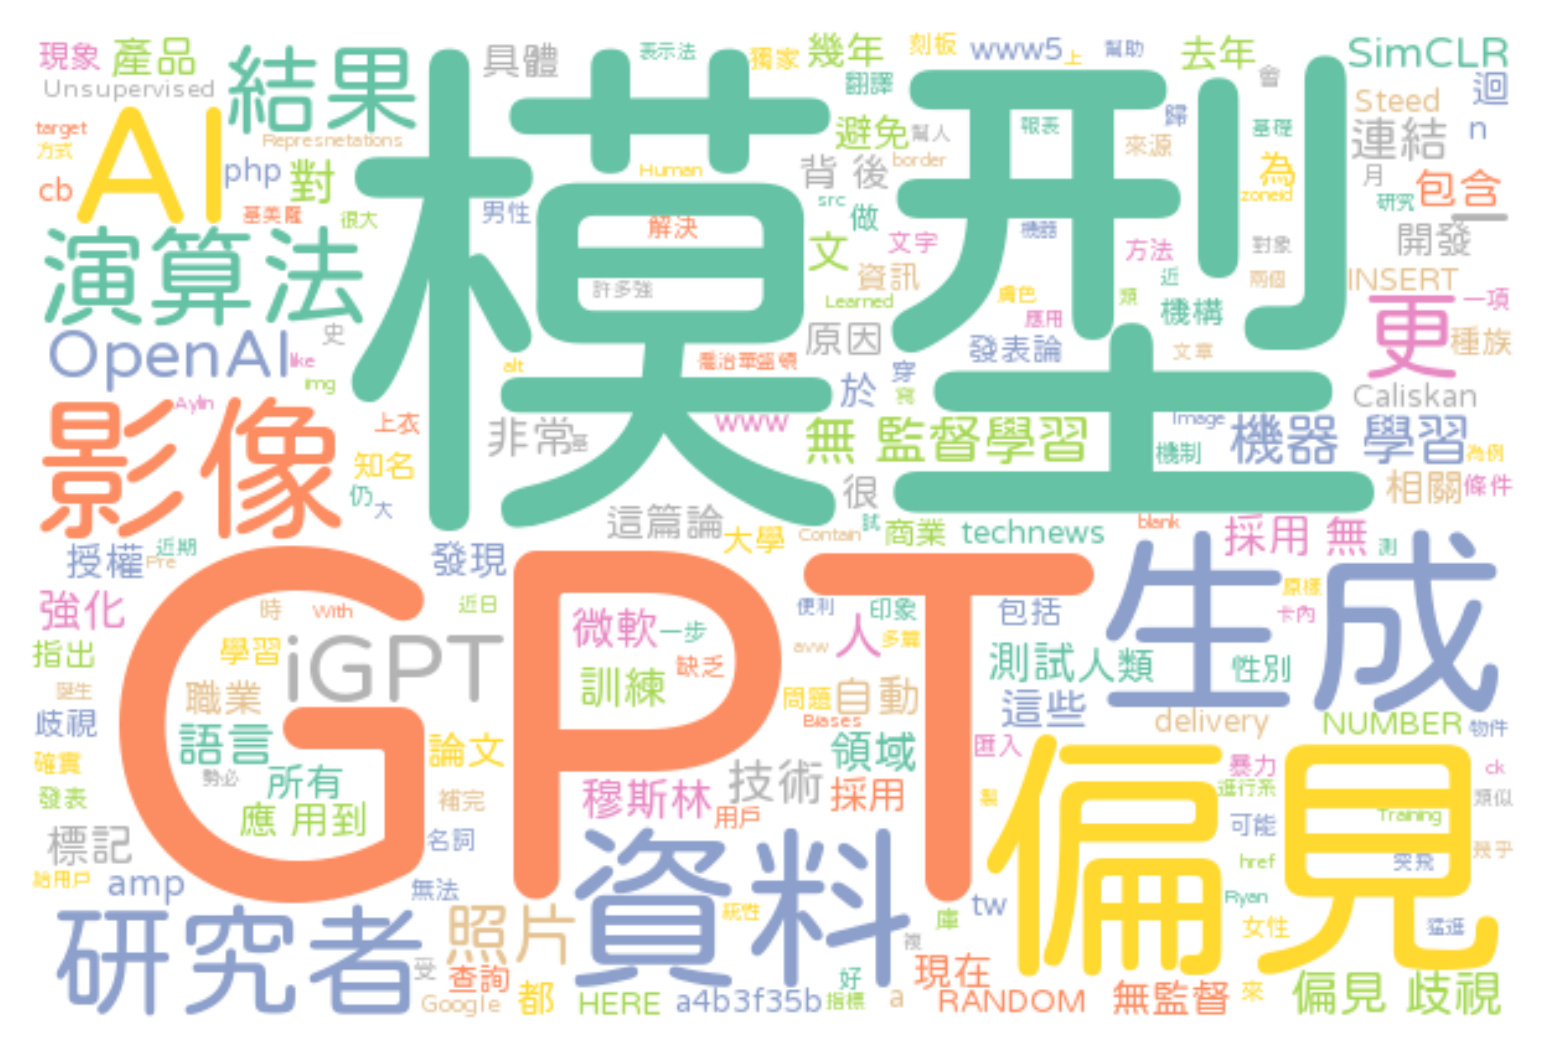 現象
產品
結果
具體
表示法
獨家
幾年
刻板
www5
上
幫助
去年
會
SimCLR
Unsupervised
翻譯
迴
target
方式
AI
Represnetations
模型
避免
幫人
報表
歸
基礎
Steed
n
php
對
cb
Human
背後
border
來源
為
連結
月
包含
基美隆
很大
男性
src
做
zoneid
研究
一
演算法
解決
文
文字
機器
方法
對象
開發
許多強
資訊
近
兩個
INSERT
Learned
膚色
類
一項
史
應用
機構
更
OpenAI
like
原因
發表論
文章
種族
img
alt
喬治華盛頓
穿
於
Caliskan
Aylin
上衣
www
Image
影像
非常
無 監督學習
機器 學習
機制
為例
知名
仍
大
很
相關
條件
這篇論
大學
Contain
試
商業
technews
blank
採用 無
測
授權
近期
Pre
發現
生成
原樣
強化
時
With
近日
微軟
一步
便利
印象
包括
卡內
指出
學習
iGPT
缺乏
avw
人
多篇
測試
人類
性別
誕生
職業
訓練
問題
自動
這些
歧視
GPT
Biases
delivery
NUMBER
物件
語言
論文
領域
匯入
偏見
確實
勢必
所有
技術
暴力
ck
發表
補完
穆斯林
採用
進行系
類似
應 用到
用戶
製
可能
Training
標記
名詞
href
突飛
幾乎
給用戶
amp
無法
資料
tw
Ryan
研究者
照片
統性
庫
女性
猛進
受
查詢
現在
Google
都
HERE
a4b3f35b
好
指標
a
RANDOM
無監督
來
偏見 歧視